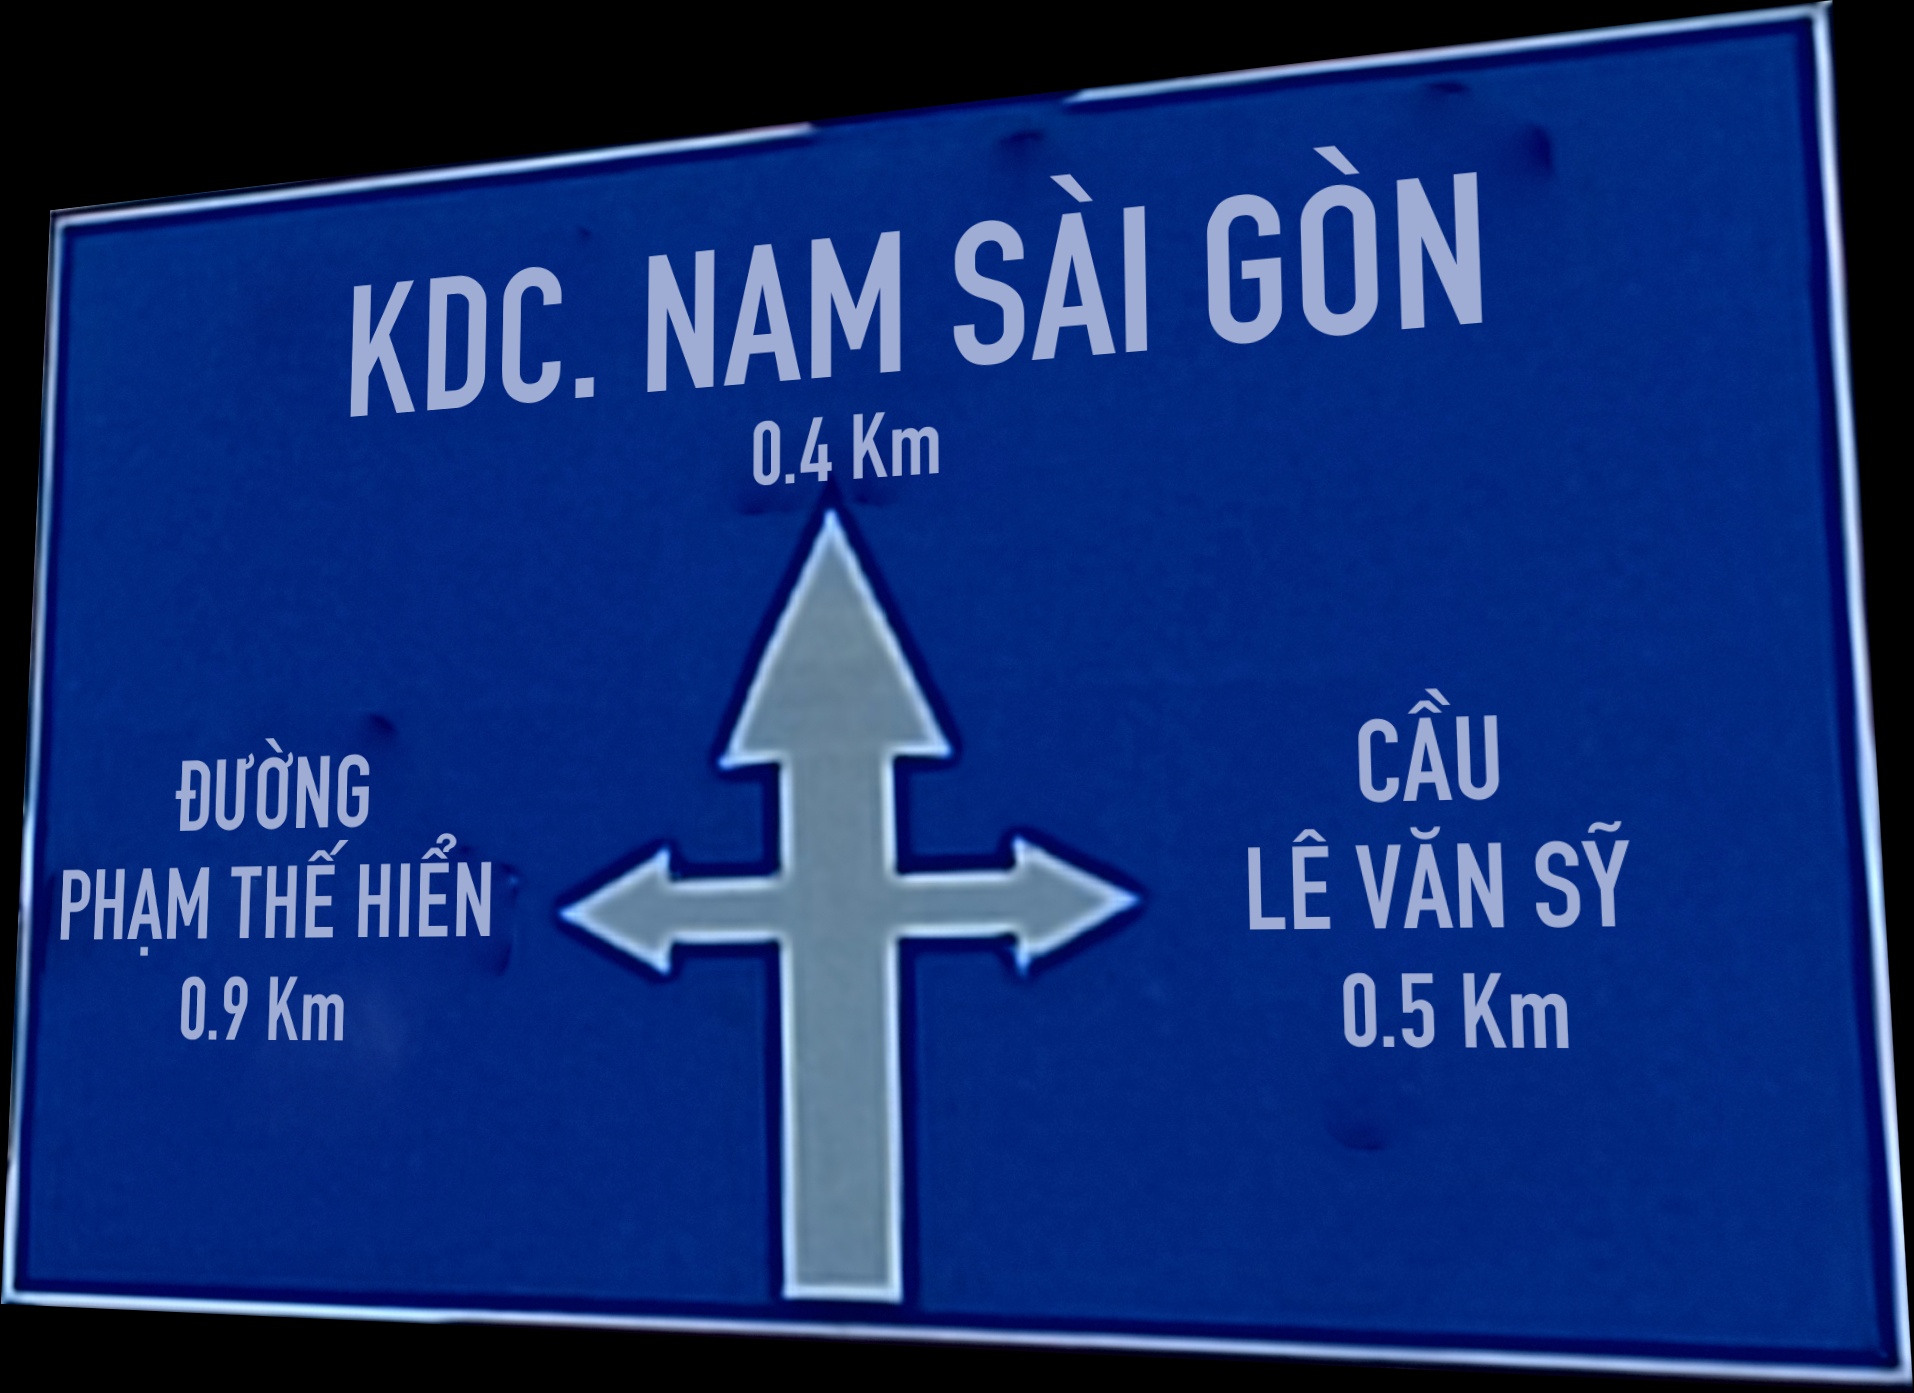 KDC. NAM SÀI GÒN
0.4 Km
ĐƯỜNG
PHẠM THẾ HIỂN
0.9 Km
CẦU
LÊ VĂN SỸ
0.5 Km